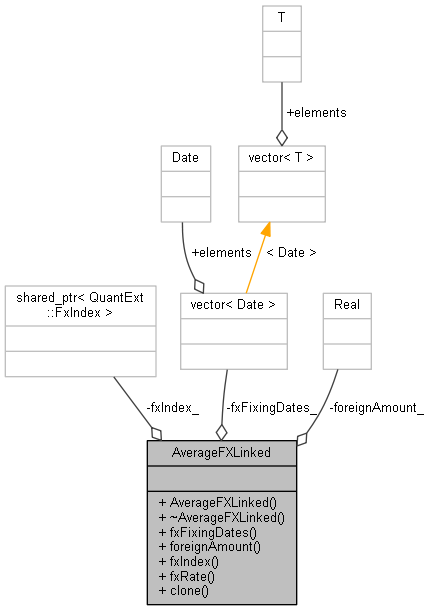 T
+elements
Date
vector< T >
+elements
< Date >
shared_ptr< QuantExt
::FxIndex >
vector< Date >
Real
-fxIndex_
-fxFixingDates_
-foreignAmount_
AverageFXLinked
+ AverageFXLinked()
+ ~AverageFXLinked()
+ fxFixingDates()
+ foreignAmount()
+ fxIndex()
+ fxRate()
+ clone()